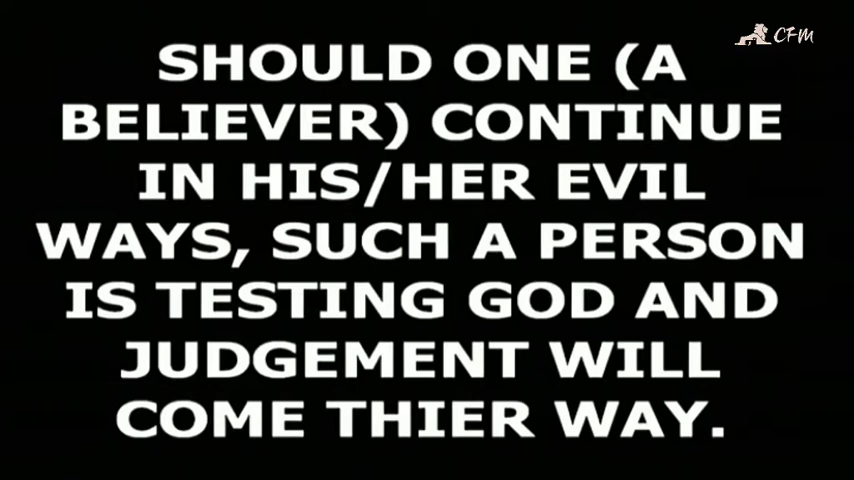 CFM
SHOULD ONE (A
BELIEVER) CONTINUE
IN HIS/HER EVIL
WAYS, SUCH A PERSON
IS TESTING GOD AND
JUDGEMENT WILL
COME THIER WAY.